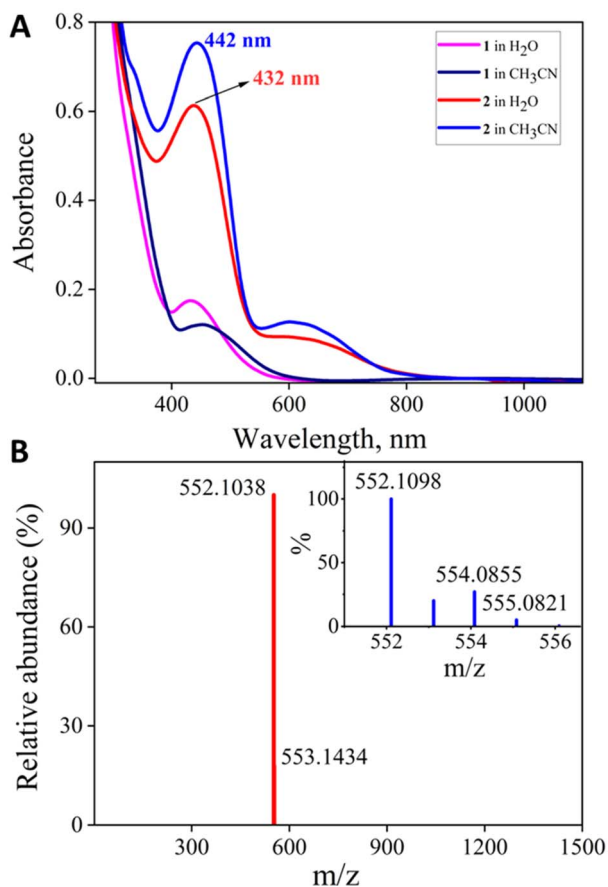 A
0.8
442 nm
432 nm
1 in H₂O
1 in CH₃CN
2 in H₂O
2 in CH₃CN
0.6
0.4
0.2
0.0
Absorbance
400
600
800
1000
Wavelength, nm
B
552.1038
553.1434
90
60
30
0
Relative abundance (%)
300
600
900
1200
1500
m/z
552.1098
554.0855
555.0821
100
50
0
%
552
554
556
m/z